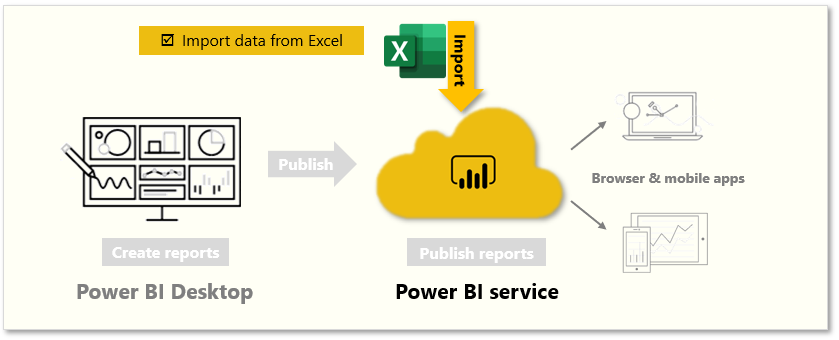 Import data from Excel
X
Import
Publish
Browser & mobile apps
Create reports
Publish reports
Power BI Desktop
Power BI service